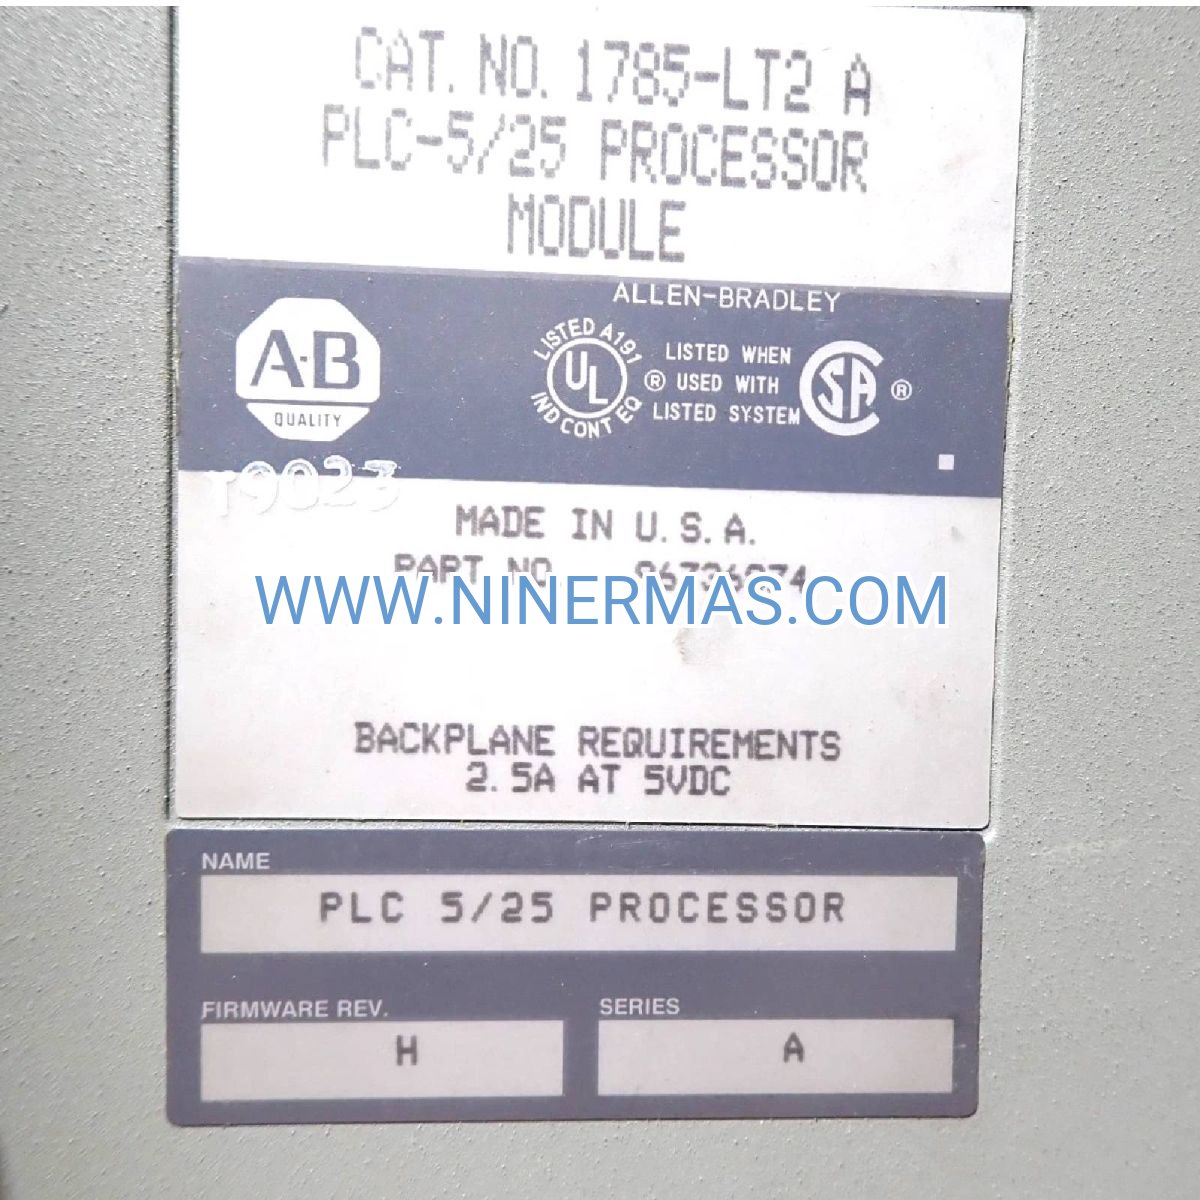 CAT. NO. 1785-LT2 A
PLC-5/25 PROCESSOR
MODULE
ALLEN-BRADLEY
A-B
QUALITY
LISTED A191
UL
IND CONT EQ
®
LISTED WHEN
USED WITH
LISTED SYSTEM
SA
®
T9023
MADE IN U.S.A.
PART NO.
WWW.NINERMAS.COM
BACKPLANE REQUIREMENTS
2.5A AT 5VDC
NAME
PLC 5/25 PROCESSOR
FIRMWARE REV.
SERIES
H
A